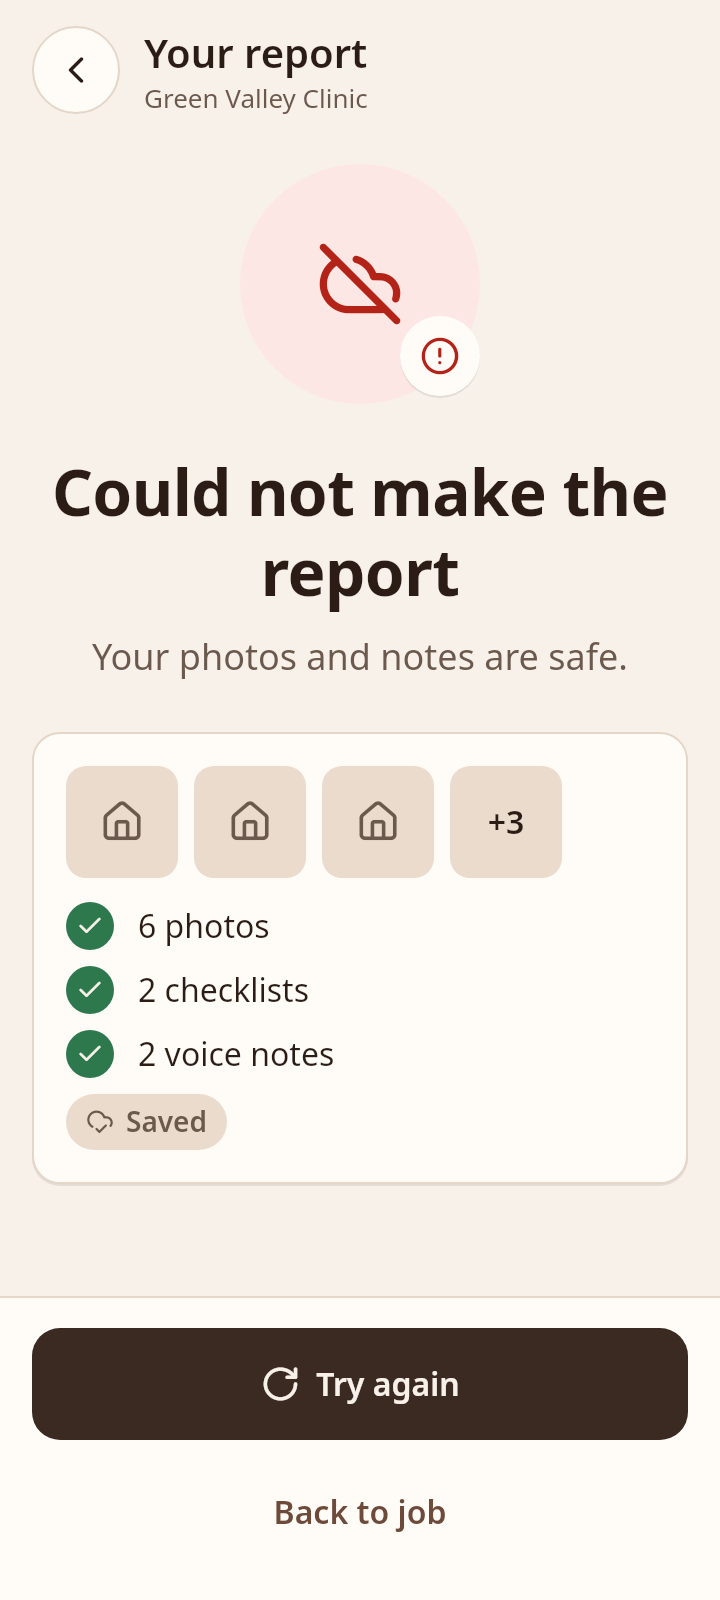 Your report
Green Valley Clinic
Could not make the
report
Your photos and notes are safe.
+3
6 photos
2 checklists
2 voice notes
Saved
Try again
Back to job